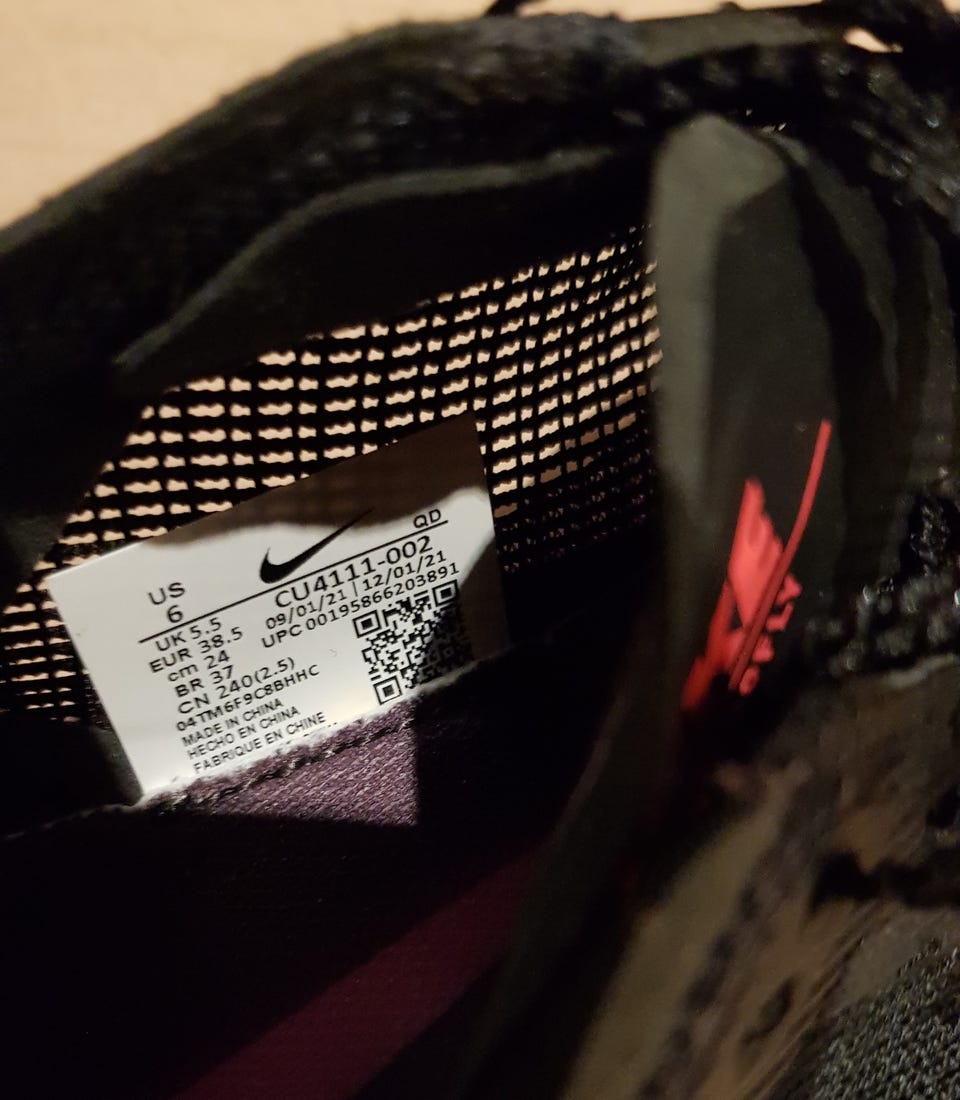 QD
US
6
CU4111-002
UK 5.5
09/01/21 | 12/01/21
EUR 38.5
UPC 00195866203891
cm 24
BR 37
CN 240(2.5)
04TM6F9C8BHHC
MADE IN CHINA
HECHO EN CHINA
FABRIQUE EN CHINE